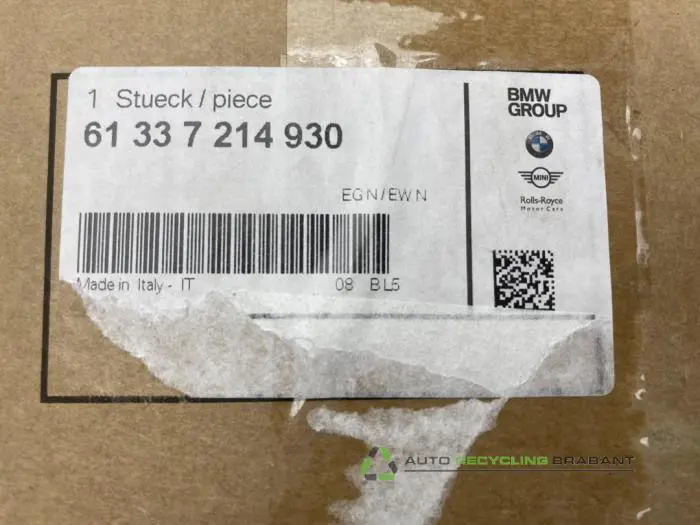 1 Stueck / piece
61 33 7 214 930
EGN/EWN
Made in Italy - IT 08 BL5
BMW
GROUP
MINI
Rolls-Royce
Motor Cars
AUTO RECYCLING BRABANT